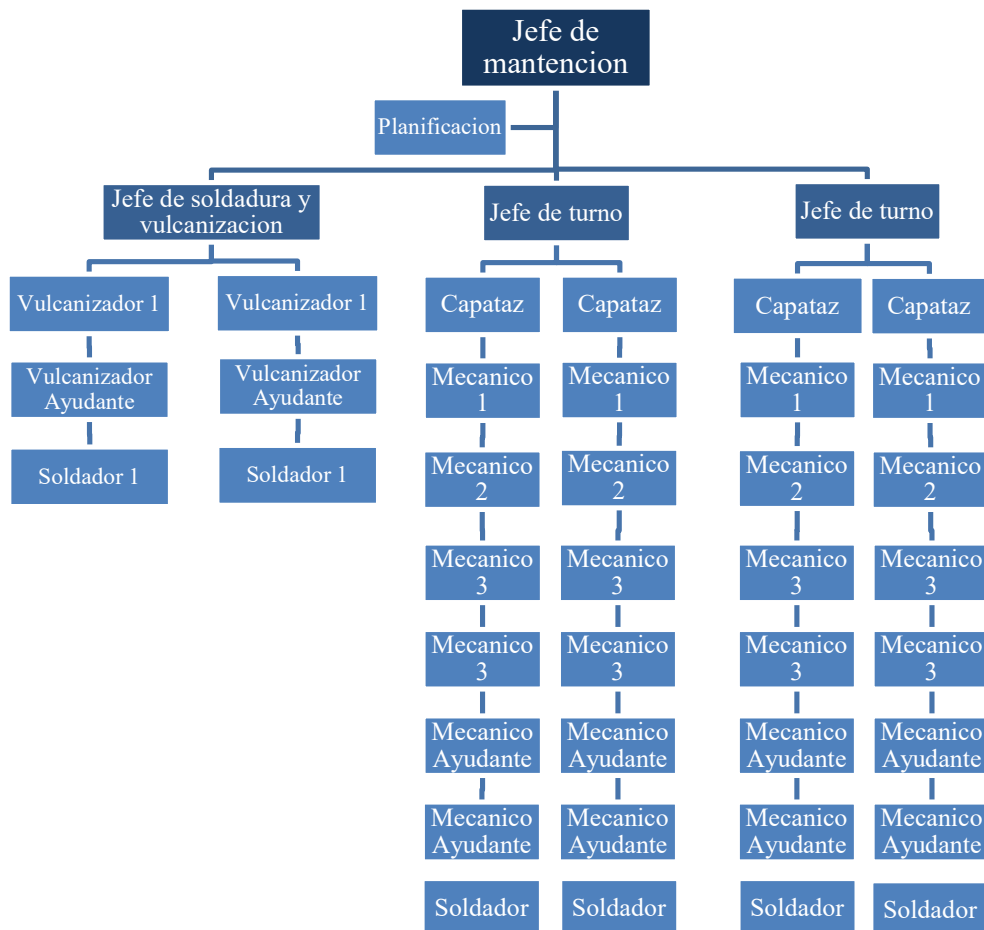 Jefe de
mantencion
Planificacion
Jefe de soldadura y
vulcanizacion
Jefe de turno
Jefe de turno
Vulcanizador 1
Vulcanizador
Ayudante
Soldador 1
Vulcanizador 1
Vulcanizador
Ayudante
Soldador 1
Capataz
Mecanico
1
Mecanico
2
Mecanico
3
Mecanico
3
Mecanico
Ayudante
Mecanico
Ayudante
Soldador
Capataz
Mecanico
1
Mecanico
2
Mecanico
3
Mecanico
3
Mecanico
Ayudante
Mecanico
Ayudante
Soldador
Capataz
Mecanico
1
Mecanico
2
Mecanico
3
Mecanico
3
Mecanico
Ayudante
Mecanico
Ayudante
Soldador
Capataz
Mecanico
1
Mecanico
2
Mecanico
3
Mecanico
3
Mecanico
Ayudante
Mecanico
Ayudante
Soldador